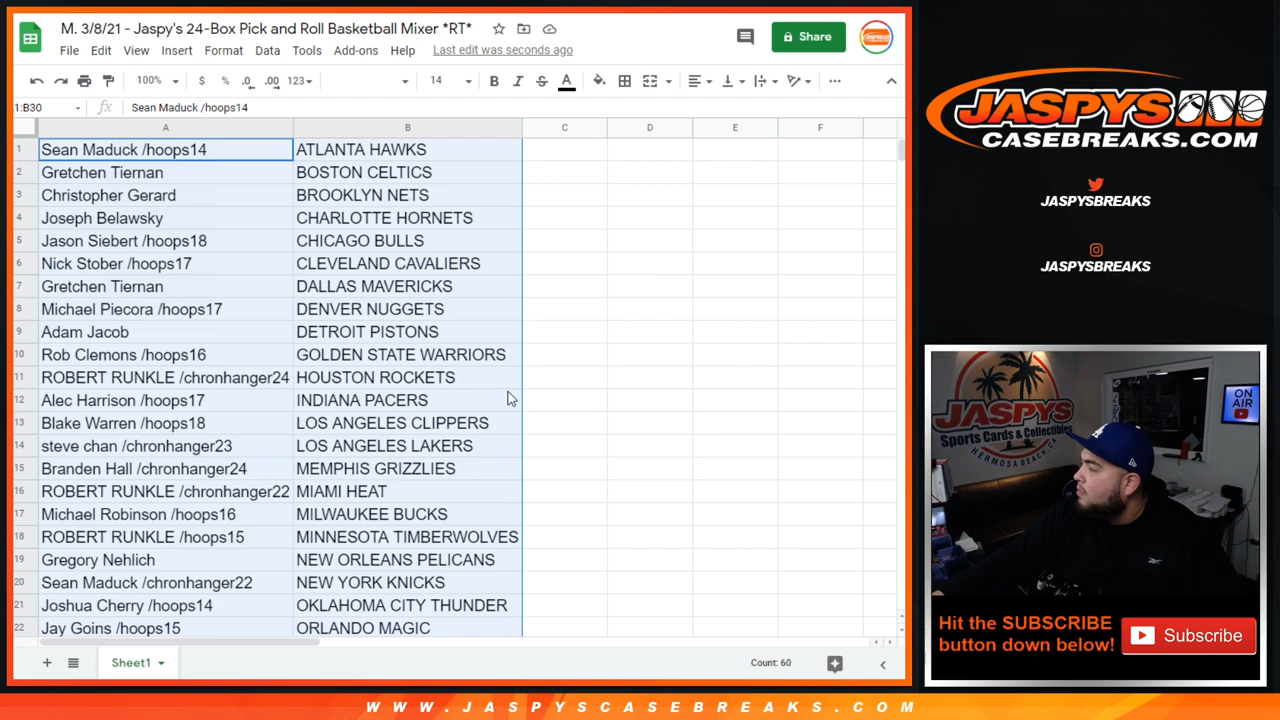 M. 3/8/21 - Jaspy's 24-Box Pick and Roll Basketball Mixer *RT*
File Edit View Insert Format Data Tools Add-ons Help Last edit was seconds ago
Share
100% $ % .0 .00 123 14 B I S A
1:B30 fx Sean Maduck /hoops14
A B C D E F
1 Sean Maduck /hoops14 ATLANTA HAWKS
2 Gretchen Tiernan BOSTON CELTICS
3 Christopher Gerard BROOKLYN NETS
4 Joseph Belawsky CHARLOTTE HORNETS
5 Jason Siebert /hoops18 CHICAGO BULLS
6 Nick Stober /hoops17 CLEVELAND CAVALIERS
7 Gretchen Tiernan DALLAS MAVERICKS
8 Michael Piecora /hoops17 DENVER NUGGETS
9 Adam Jacob DETROIT PISTONS
10 Rob Clemons /hoops16 GOLDEN STATE WARRIORS
11 ROBERT RUNKLE /chronhanger24 HOUSTON ROCKETS
12 Alec Harrison /hoops17 INDIANA PACERS
13 Blake Warren /hoops18 LOS ANGELES CLIPPERS
14 steve chan /chronhanger23 LOS ANGELES LAKERS
15 Branden Hall /chronhanger24 MEMPHIS GRIZZLIES
16 ROBERT RUNKLE /chronhanger22 MIAMI HEAT
17 Michael Robinson /hoops16 MILWAUKEE BUCKS
18 ROBERT RUNKLE /hoops15 MINNESOTA TIMBERWOLVES
19 Gregory Nehlich NEW ORLEANS PELICANS
20 Sean Maduck /chronhanger22 NEW YORK KNICKS
21 Joshua Cherry /hoops14 OKLAHOMA CITY THUNDER
22 Jay Goins /hoops15 ORLANDO MAGIC
Sheet1 Count: 60
JASPYS
CASEBREAKS.COM
JASPYSBREAKS
JASPYSBREAKS
JASPYS
Sports Cards & Collectibles
HERMOSA BEACH, CA
ON
AIR
Hit the SUBSCRIBE
button down below!
Subscribe
WWW.JASPYSCASEBREAKS.COM